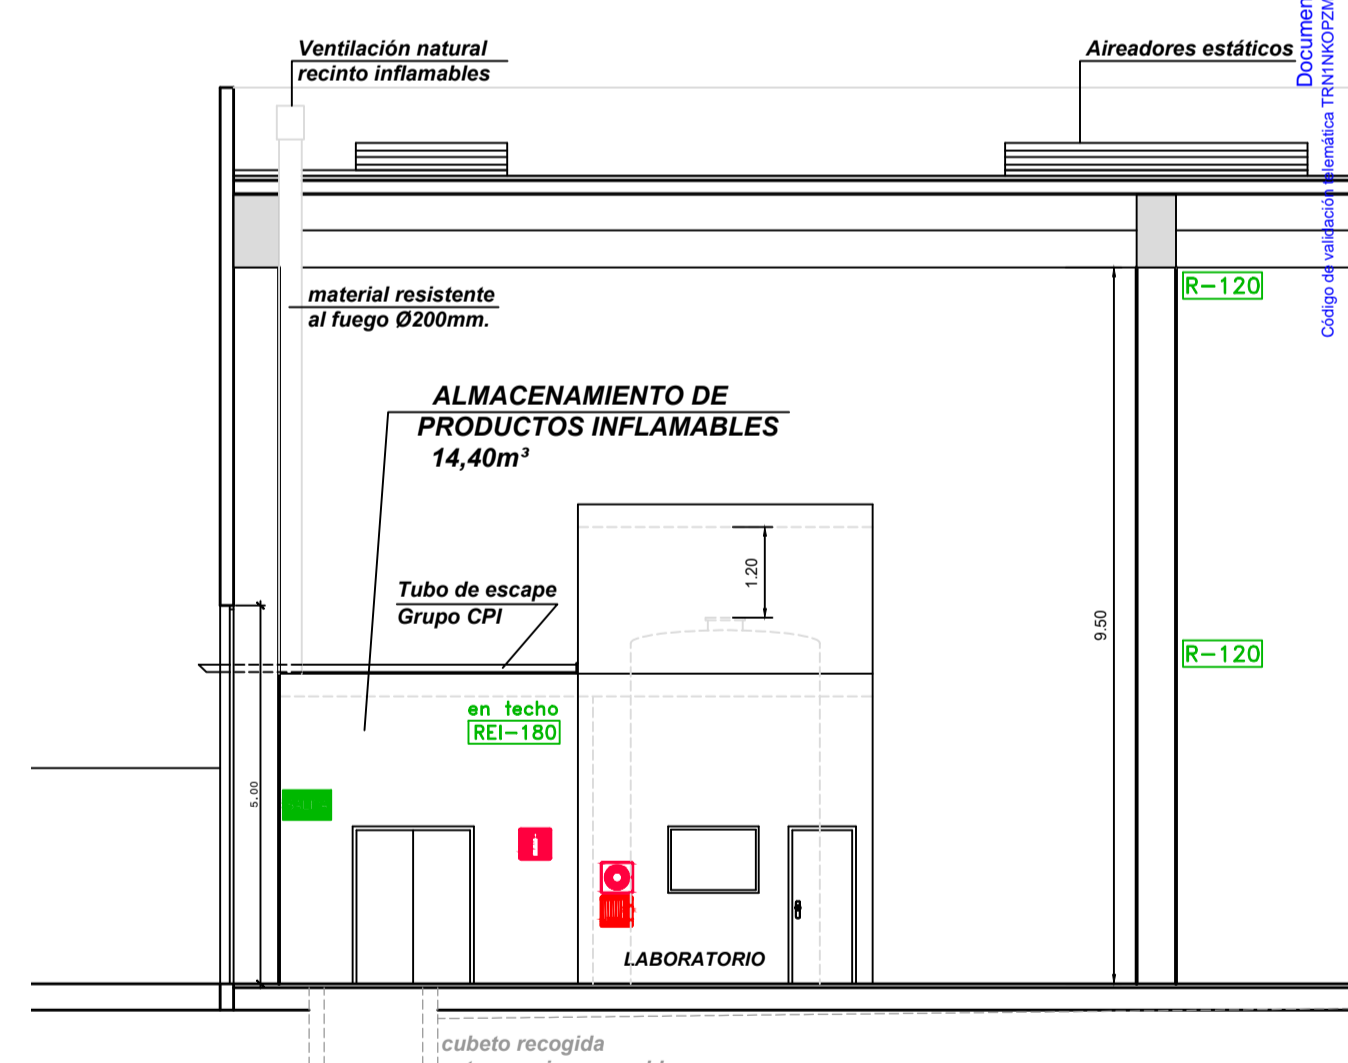 Ventilación natural
recinto inflamables
Aireadores estáticos
Documen
Código de validación telemática TRN1NKOPZM
material resistente
al fuego Ø200mm.
R-120
ALMACENAMIENTO DE
PRODUCTOS INFLAMABLES
14,40m³
Tubo de escape
Grupo CPI
1.20
9.50
R-120
en techo
REI-180
5.00
LABORATORIO
cubeto recogida